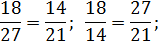 18/27 = 14/21; 18/14 = 27/21;